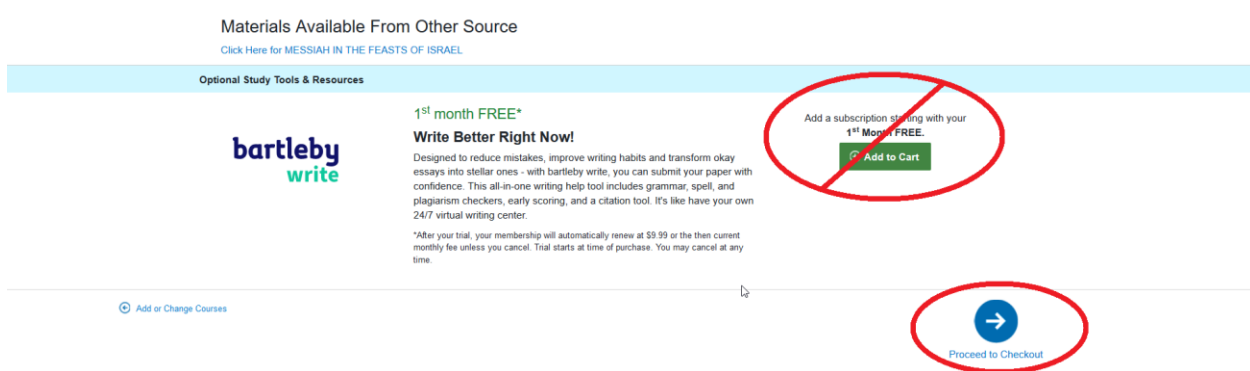 Materials Available From Other Source
Click Here for MESSIAH IN THE FEASTS OF ISRAEL
Optional Study Tools & Resources
bartleby
write
1st month FREE*
Write Better Right Now!
Designed to reduce mistakes, improve writing habits and transform okay
essays into stellar ones - with bartleby write, you can submit your paper with
confidence. This all-in-one writing help tool includes grammar, spell, and
plagiarism checkers, early scoring, and a citation tool. It's like have your own
24/7 virtual writing center.
*After your trial, your membership will automatically renew at $9.99 or the then current
monthly fee unless you cancel. Trial starts at time of purchase. You may cancel at any
time.
Add a subscription starting with your
1st Month FREE.
Add to Cart
Add or Change Courses
Proceed to Checkout